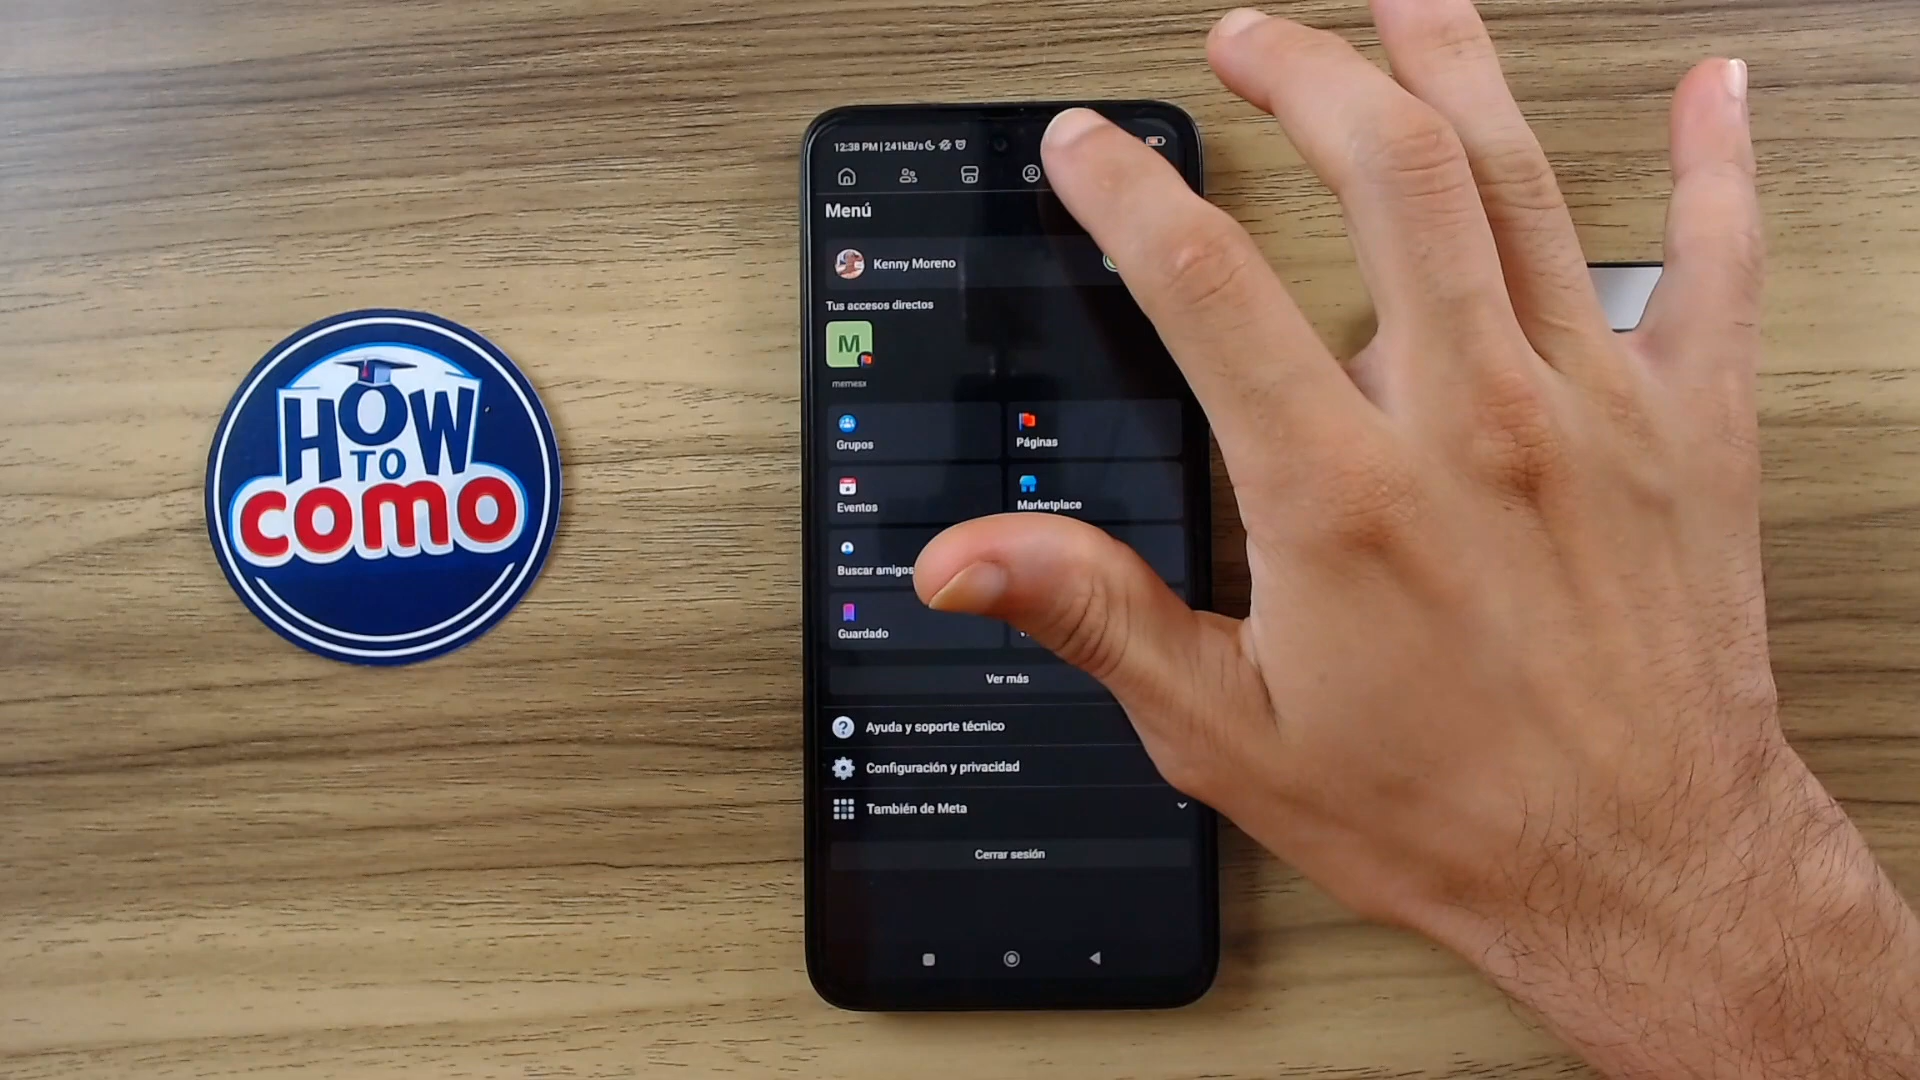 HOW
TO
COMO
12:38 PM | 241kB/s
Menú
Kenny Moreno
Tus accesos directos
M
memesx
Grupos
Páginas
Eventos
Marketplace
Buscar amigos
Guardado
Ver más
Ayuda y soporte técnico
Configuración y privacidad
También de Meta
Cerrar sesión